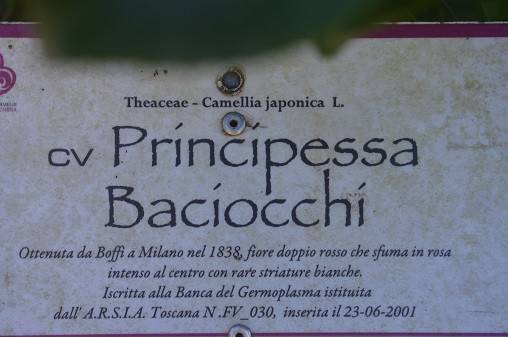 Theaceae - Camellia japonica L.
cv Principessa
Baciocchi
Ottenuta da Boffi a Milano nel 1838, fiore doppio rosso che sfuma in rosa
intenso al centro con rare striature bianche.
Iscritta alla Banca del Germoplasma istituita
dall' A.R.S.I.A. Toscana N .FV_030, inserita il 23-06-2001